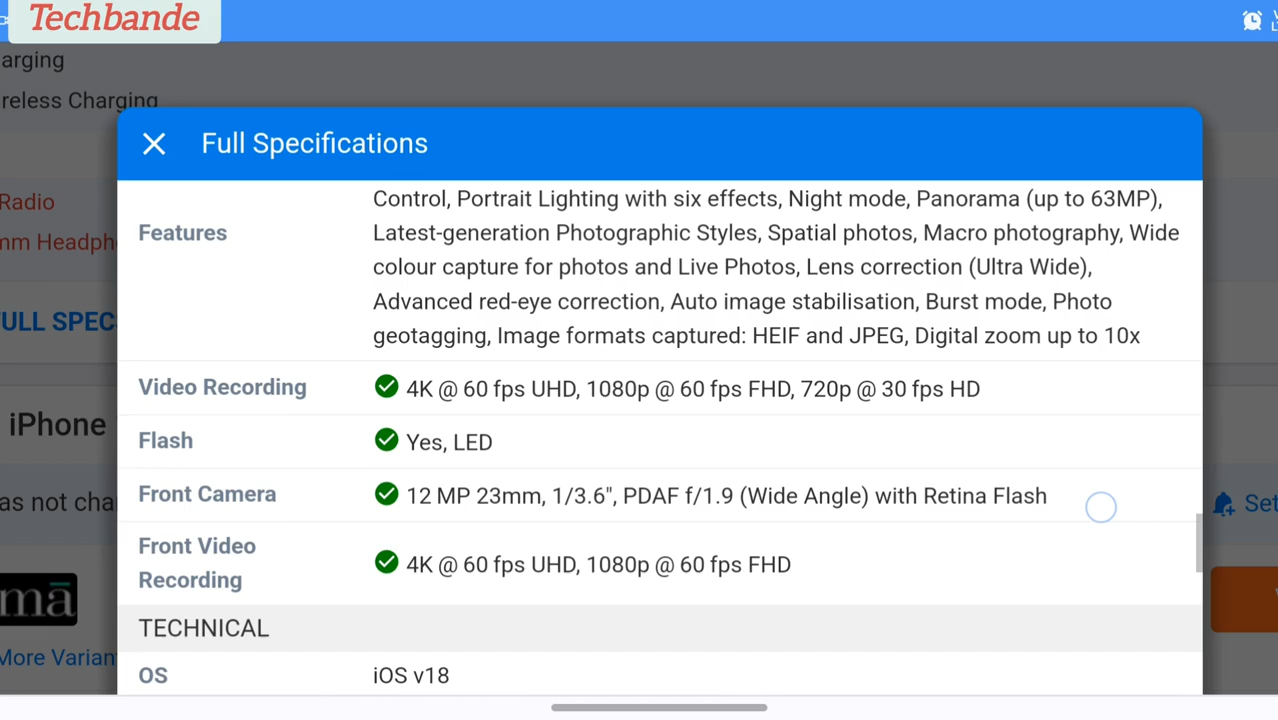 Techbande
arging
reless Charging
Full Specifications
Radio
mm Headph
ULL SPEC
iPhone
as not cha
mā
More Varian
Set
Features
Control, Portrait Lighting with six effects, Night mode, Panorama (up to 63MP),
Latest-generation Photographic Styles, Spatial photos, Macro photography, Wide
colour capture for photos and Live Photos, Lens correction (Ultra Wide),
Advanced red-eye correction, Auto image stabilisation, Burst mode, Photo
geotagging, Image formats captured: HEIF and JPEG, Digital zoom up to 10x
Video Recording
4K @ 60 fps UHD, 1080p @ 60 fps FHD, 720p @ 30 fps HD
Flash
Yes, LED
Front Camera
12 MP 23mm, 1/3.6", PDAF f/1.9 (Wide Angle) with Retina Flash
Front Video
Recording
4K @ 60 fps UHD, 1080p @ 60 fps FHD
TECHNICAL
OS
iOS v18